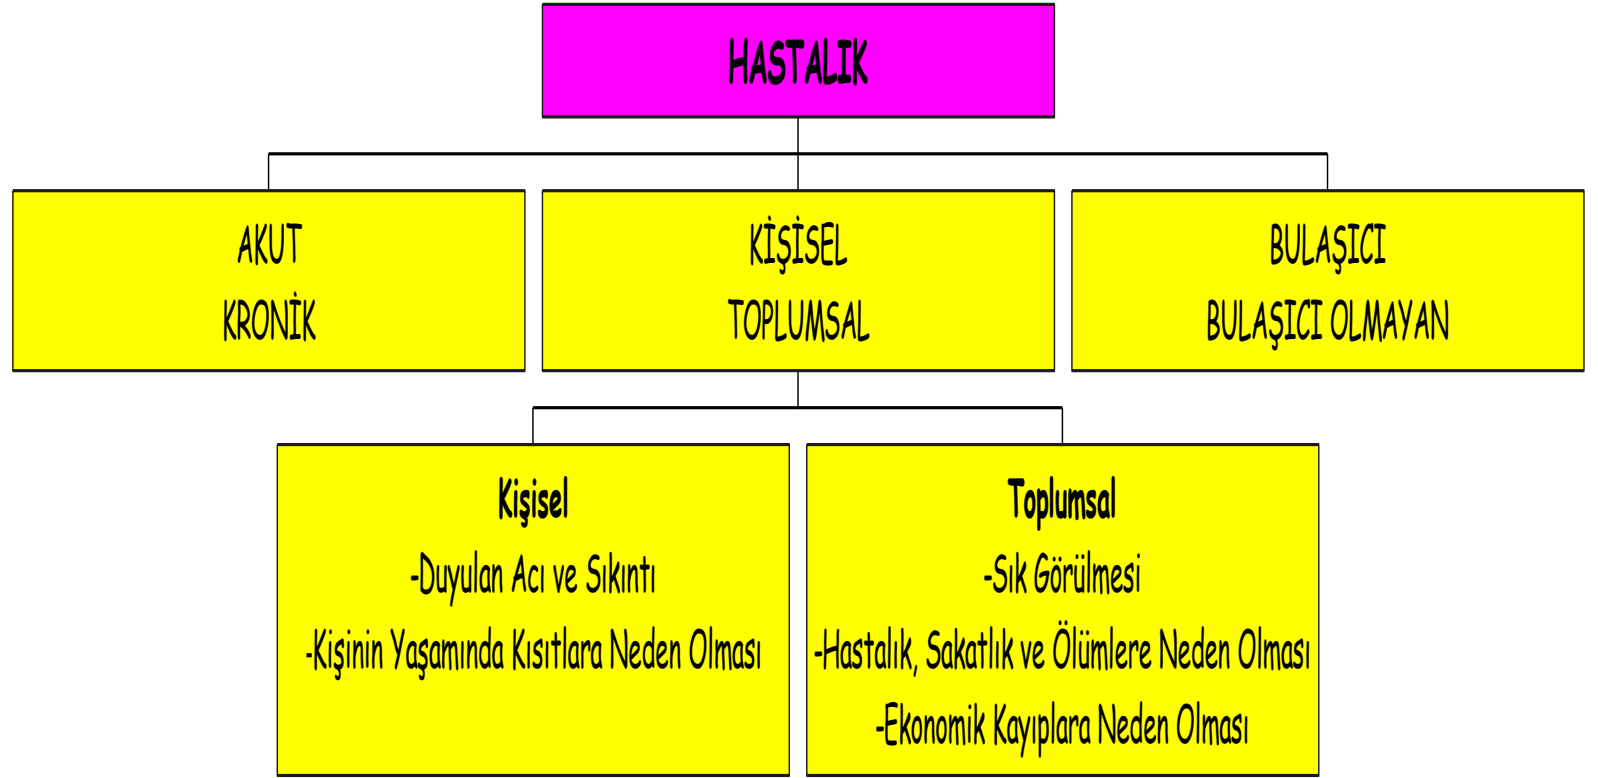 HASTALIK
AKUT
KRONİK
KİŞİSEL
TOPLUMSAL
BULAŞICI
BULAŞICI OLMAYAN
Kişisel
-Duyulan Acı ve Sıkıntı
-Kişinin Yaşamında Kısıtlara Neden Olması
Toplumsal
-Sık Görülmesi
-Hastalık, Sakatlık ve Ölümlere Neden Olması
-Ekonomik Kayıplara Neden Olması